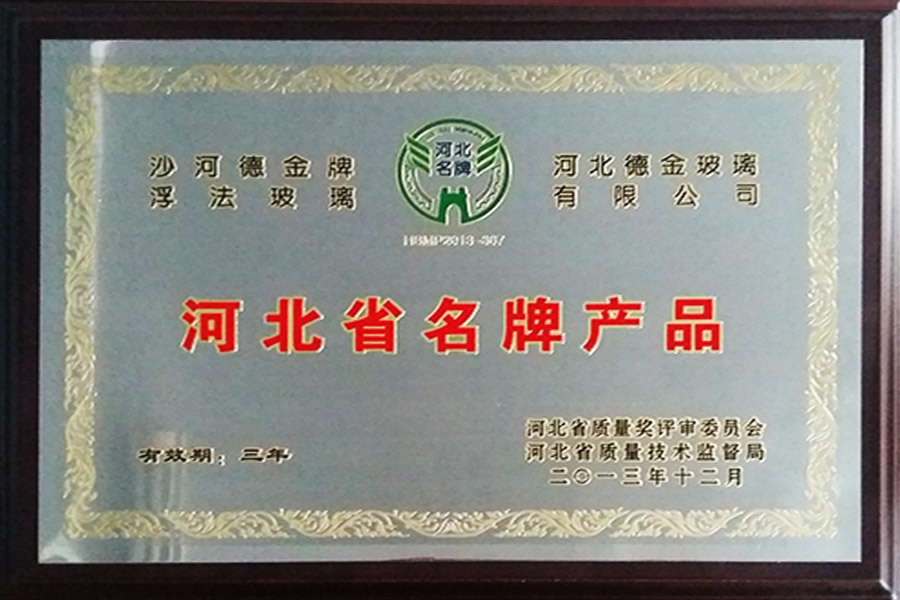 沙河德金牌
浮法玻璃
河北
名牌
HBMP2013-367
河北德金玻璃
有限公司
河北省名牌产品
有效期：三年
河北省质量奖评审委员会
河北省质量技术监督局
二〇一三年十二月